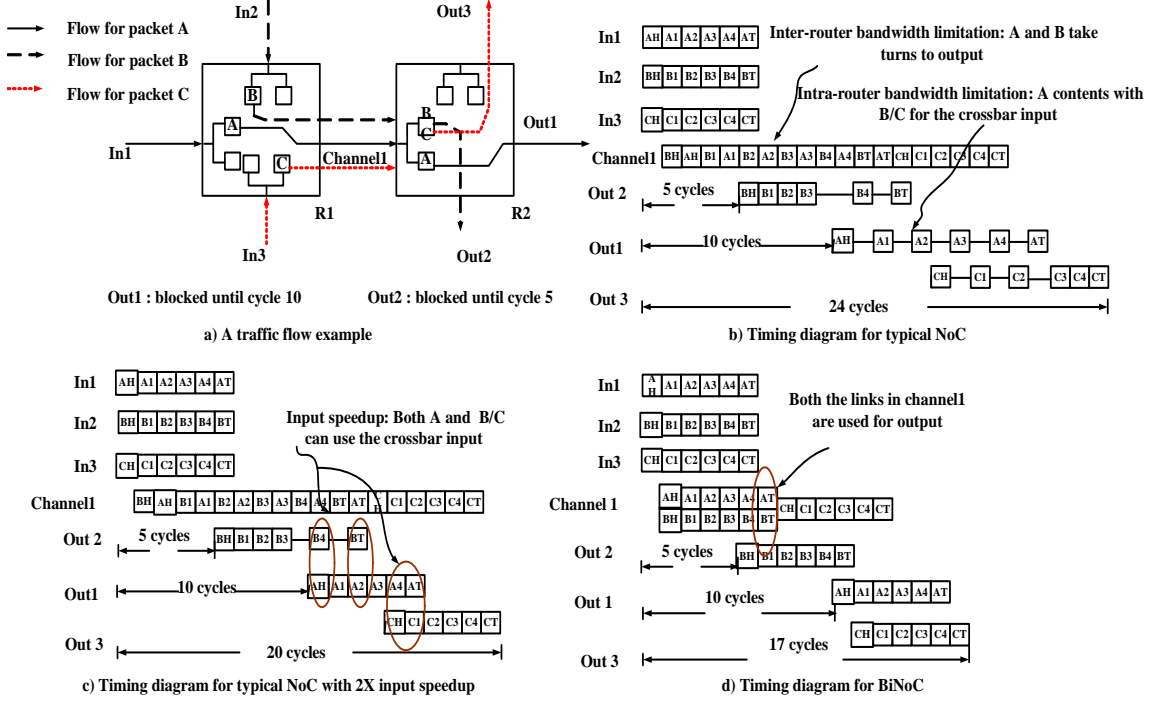 In2
Out3
Flow for packet A
Flow for packet B
Flow for packet C
B
A
C
B
C
A
In1
Channel1
Out1
R1
R2
In3
Out2
Out1 : blocked until cycle 10
Out2 : blocked until cycle 5
a) A traffic flow example
In1
AH A1 A2 A3 A4 AT
Inter-router bandwidth limitation: A and B take
turns to output
In2
BH B1 B2 B3 B4 BT
Intra-router bandwidth limitation: A contents with
B/C for the crossbar input
In3
CH C1 C2 C3 C4 CT
Channel1
BH AH B1 A1 B2 A2 B3 A3 B4 A4 BT AT CH C1 C2 C3 C4 CT
Out 2
5 cycles
BH B1 B2 B3 B4 BT
Out1
10 cycles
AH A1 A2 A3 A4 AT
CH C1 C2 C3 C4 CT
Out 3
24 cycles
b) Timing diagram for typical NoC
In1
AH A1 A2 A3 A4 AT
In2
BH B1 B2 B3 B4 BT
Input speedup: Both A and B/C
can use the crossbar input
In3
CH C1 C2 C3 C4 CT
Channel1
BH AH B1 A1 B2 A2 B3 A3 B4 A4 BT AT C1 C2 C3 C4 CT
Out 2
5 cycles
BH B1 B2 B3 B4 BT
Out1
10 cycles
AH A1 A2 A3 A4 AT
CH C1 C2 C3 C4 CT
Out 3
20 cycles
c) Timing diagram for typical NoC with 2X input speedup
In1
A
H A1 A2 A3 A4 AT
Both the links in channel1
are used for output
In2
BH B1 B2 B3 B4 BT
In3
CH C1 C2 C3 C4 CT
Channel 1
AH A1 A2 A3 A4 AT
BH B1 B2 B3 B4 BT
CH C1 C2 C3 C4 CT
Out 2
5 cycles
BH B1 B2 B3 B4 BT
Out 1
10 cycles
AH A1 A2 A3 A4 AT
CH C1 C2 C3 C4 CT
Out 3
17 cycles
d) Timing diagram for BiNoC